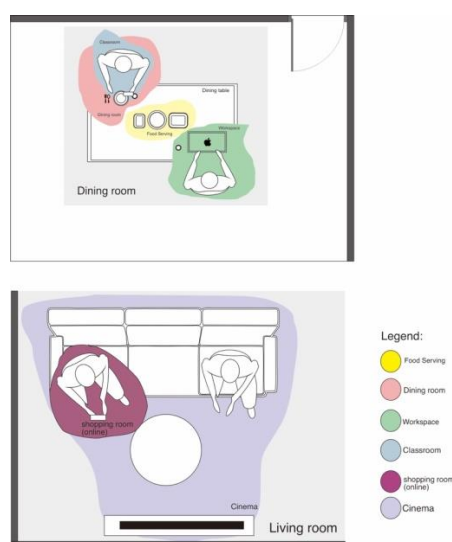 Classroom
Dining table
Dining room
Food Serving
Workspace
Dining room
shopping room
(online)
Cinema
Living room
Legend:
Food Serving
Dining room
Workspace
Classroom
shopping room
(online)
Cinema